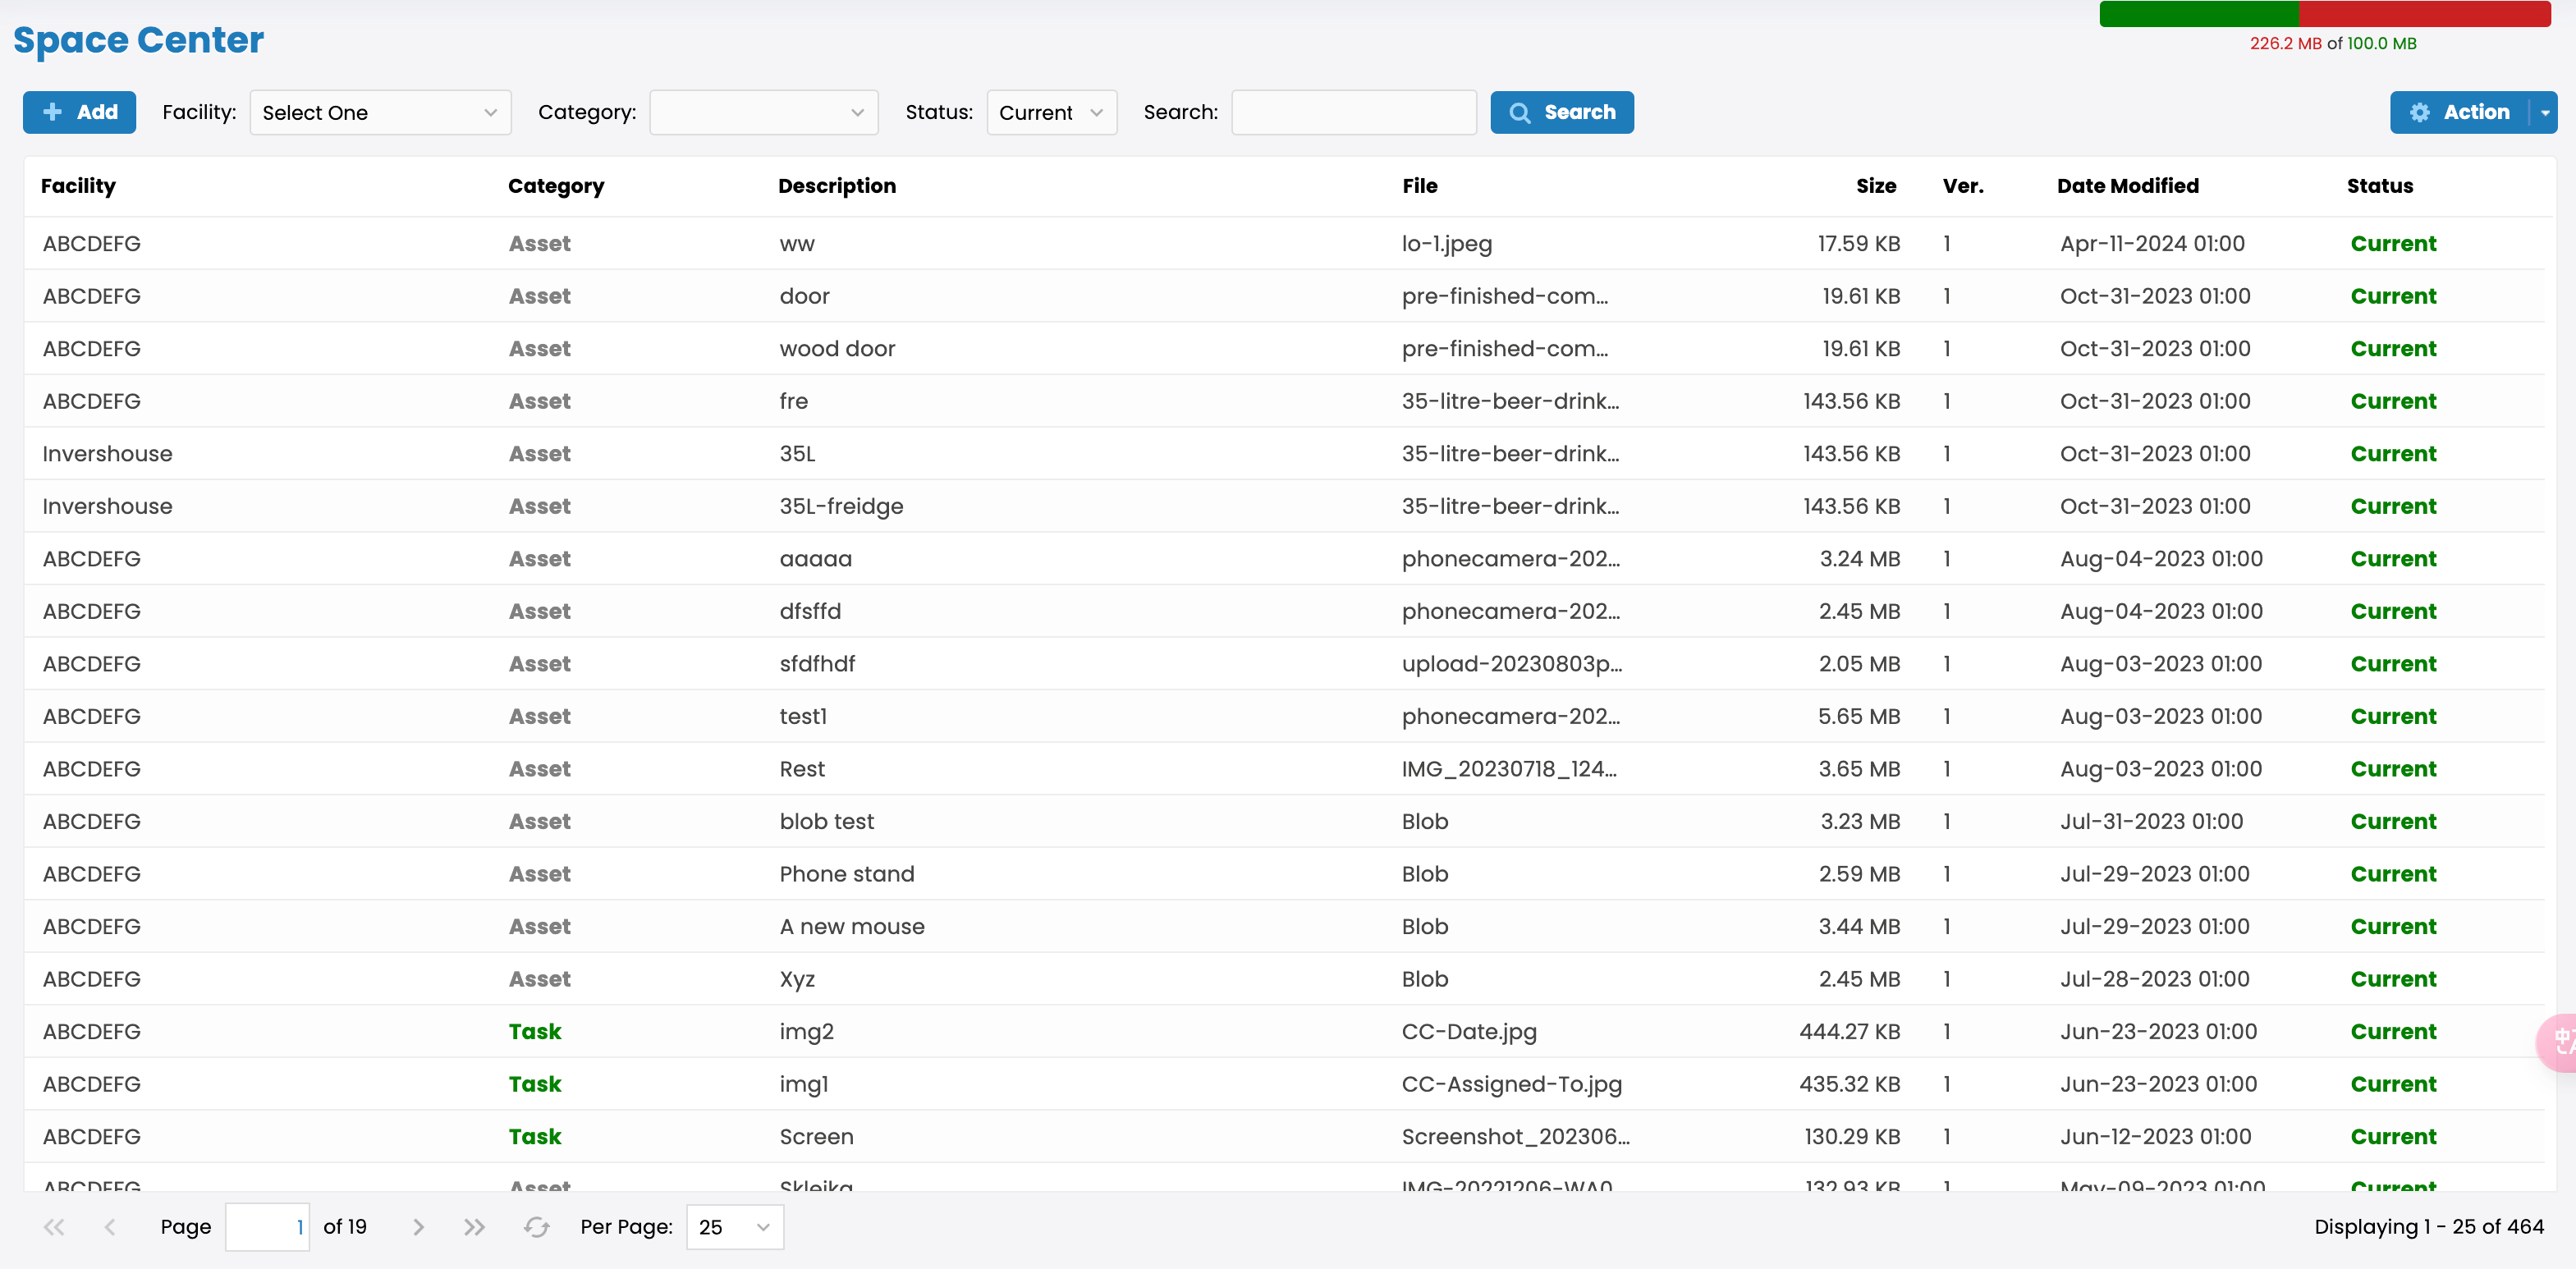 Space Center
226.2 MB of 100.0 MB
Add Facility: Select One Category: Status: Current Search: Search Action
Facility Category Description File Size Ver. Date Modified Status
ABCDEFG Asset ww lo-1.jpeg 17.59 KB 1 Apr-11-2024 01:00 Current
ABCDEFG Asset door pre-finished-com... 19.61 KB 1 Oct-31-2023 01:00 Current
ABCDEFG Asset wood door pre-finished-com... 19.61 KB 1 Oct-31-2023 01:00 Current
ABCDEFG Asset fre 35-litre-beer-drink... 143.56 KB 1 Oct-31-2023 01:00 Current
Invershouse Asset 35L 35-litre-beer-drink... 143.56 KB 1 Oct-31-2023 01:00 Current
Invershouse Asset 35L-freidge 35-litre-beer-drink... 143.56 KB 1 Oct-31-2023 01:00 Current
ABCDEFG Asset aaaaa phonecamera-202... 3.24 MB 1 Aug-04-2023 01:00 Current
ABCDEFG Asset dfsffd phonecamera-202... 2.45 MB 1 Aug-04-2023 01:00 Current
ABCDEFG Asset sfdfhdf upload-20230803p... 2.05 MB 1 Aug-03-2023 01:00 Current
ABCDEFG Asset test1 phonecamera-202... 5.65 MB 1 Aug-03-2023 01:00 Current
ABCDEFG Asset Rest IMG_20230718_124... 3.65 MB 1 Aug-03-2023 01:00 Current
ABCDEFG Asset blob test Blob 3.23 MB 1 Jul-31-2023 01:00 Current
ABCDEFG Asset Phone stand Blob 2.59 MB 1 Jul-29-2023 01:00 Current
ABCDEFG Asset A new mouse Blob 3.44 MB 1 Jul-29-2023 01:00 Current
ABCDEFG Asset Xyz Blob 2.45 MB 1 Jul-28-2023 01:00 Current
ABCDEFG Task img2 CC-Date.jpg 444.27 KB 1 Jun-23-2023 01:00 Current
ABCDEFG Task img1 CC-Assigned-To.jpg 435.32 KB 1 Jun-23-2023 01:00 Current
ABCDEFG Task Screen Screenshot_202306... 130.29 KB 1 Jun-12-2023 01:00 Current
ABCDEFG Asset Sklejka IMG-20221206-WA0 132.93 KB 1 May-09-2023 01:00 Current
Page 1 of 19 Per Page: 25 Displaying 1 - 25 of 464